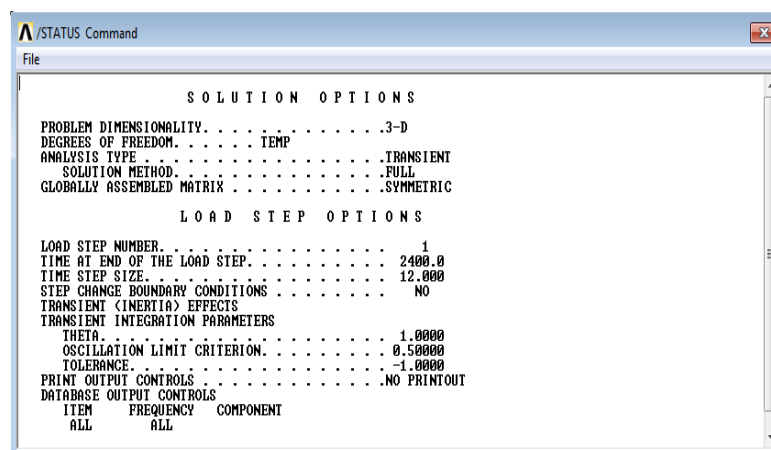 /STATUS Command
File
S O L U T I O N   O P T I O N S
PROBLEM DIMENSIONALITY. . . . . . . . . . . . .3-D
DEGREES OF FREEDOM. . . . . . TEMP
ANALYSIS TYPE . . . . . . . . . . . . . . . . .TRANSIENT
SOLUTION METHOD. . . . . . . . . . . . . . .FULL
GLOBALLY ASSEMBLED MATRIX . . . . . . . . . . .SYMMETRIC
L O A D   S T E P   O P T I O N S
LOAD STEP NUMBER. . . . . . . . . . . . . . . . 1
TIME AT END OF THE LOAD STEP. . . . . . . . . . 2400.0
TIME STEP SIZE. . . . . . . . . . . . . . . . . 12.000
STEP CHANGE BOUNDARY CONDITIONS . . . . . . . . NO
TRANSIENT (INERTIA) EFFECTS
TRANSIENT INTEGRATION PARAMETERS
THETA. . . . . . . . . . . . . . . . . . . . 1.0000
OSCILLATION LIMIT CRITERION. . . . . . . . . 0.50000
TOLERANCE. . . . . . . . . . . . . . . . . . -1.0000
PRINT OUTPUT CONTROLS . . . . . . . . . . . . .NO PRINTOUT
DATABASE OUTPUT CONTROLS
ITEM FREQUENCY COMPONENT
ALL ALL